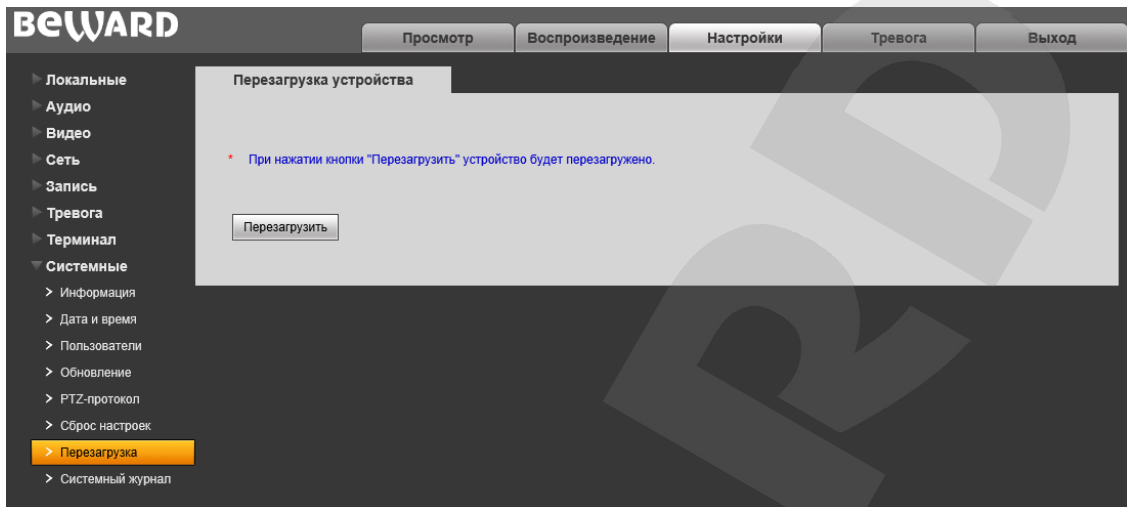 BEWARD
Просмотр
Воспроизведение
Настройки
Тревога
Выход
Локальные
Аудио
Видео
Сеть
Запись
Тревога
Терминал
Системные
Информация
Дата и время
Пользователи
Обновление
PTZ-протокол
Сброс настроек
Перезагрузка
Системный журнал
Перезагрузка устройства
* При нажатии кнопки "Перезагрузить" устройство будет перезагружено.
Перезагрузить
RD